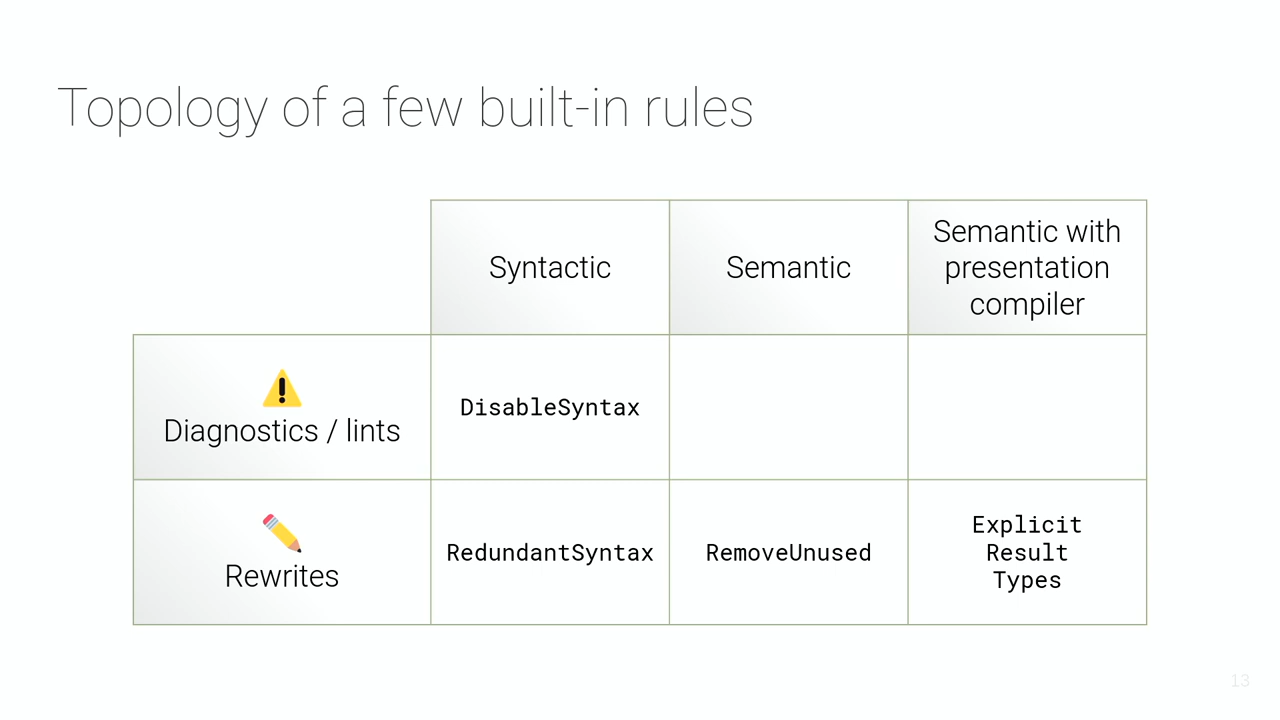 Topology of a few built-in rules
Syntactic
Semantic
Semantic with
presentation
compiler
Diagnostics / lints
DisableSyntax
Rewrites
RedundantSyntax
RemoveUnused
Explicit
Result
Types
13